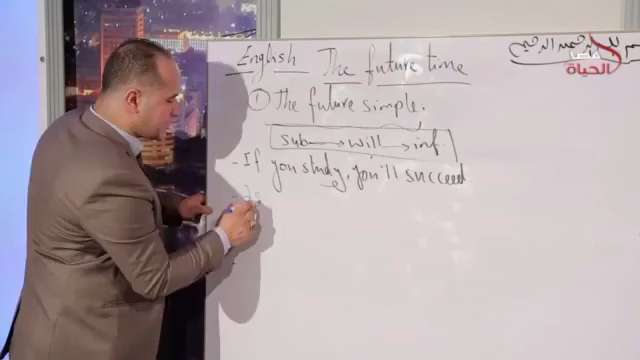 English The future time
بسم الله الرحمن الرحيم
الحياة
① The future simple.
sub → will → inf
- If you study, you'll succeed
- Is